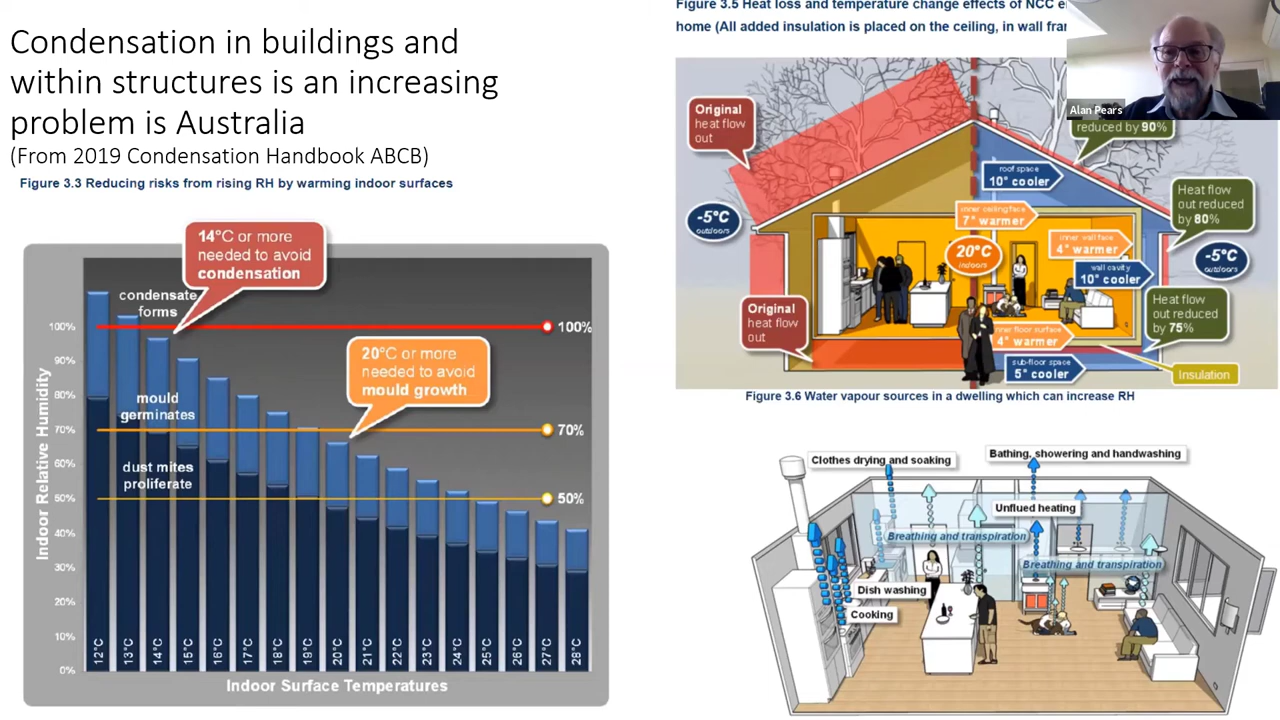 Condensation in buildings and
within structures is an increasing
problem is Australia
(From 2019 Condensation Handbook ABCB)
Figure 3.3 Reducing risks from rising RH by warming indoor surfaces
14°C or more
needed to avoid
condensation
condensate
forms
100%
100%
20°C or more
needed to avoid
mould growth
90%
80%
mould
germinates
70%
70%
dust mites
proliferate
60%
50%
50%
40%
30%
20%
10%
0%
Indoor Relative Humidity
12°C
13°C
14°C
15°C
16°C
17°C
18°C
19°C
20°C
21°C
22°C
23°C
24°C
25°C
26°C
27°C
28°C
Indoor Surface Temperatures
Figure 3.5 Heat loss and temperature change effects of NCC
home (All added insulation is placed on the ceiling, in wall
Alan Pears
Original
heat flow
out
reduced by 90%
roof space
10° cooler
Heat flow
out reduced
by 80%
-5°C
outdoors
inner ceiling face
7° warmer
20°C
indoors
inner wall face
4° warmer
wall cavity
10° cooler
-5°C
outdoors
Original
heat flow
out
Heat flow
out reduced
by 75%
inner floor surface
4° warmer
sub-floor space
5° cooler
Insulation
Figure 3.6 Water vapour sources in a dwelling which can increase RH
Clothes drying and soaking
Bathing, showering and handwashing
Unflued heating
Breathing and transpiration
Breathing and transpiration
Dish washing
Cooking